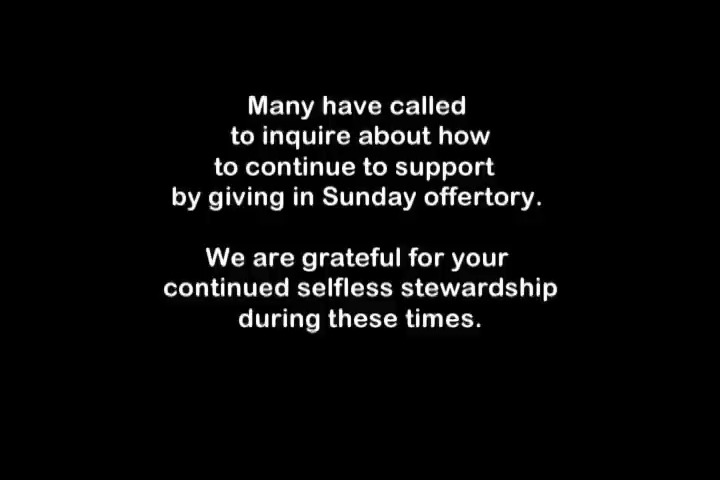 Many have called
to inquire about how
to continue to support
by giving in Sunday offertory.
We are grateful for your
continued selfless stewardship
during these times.